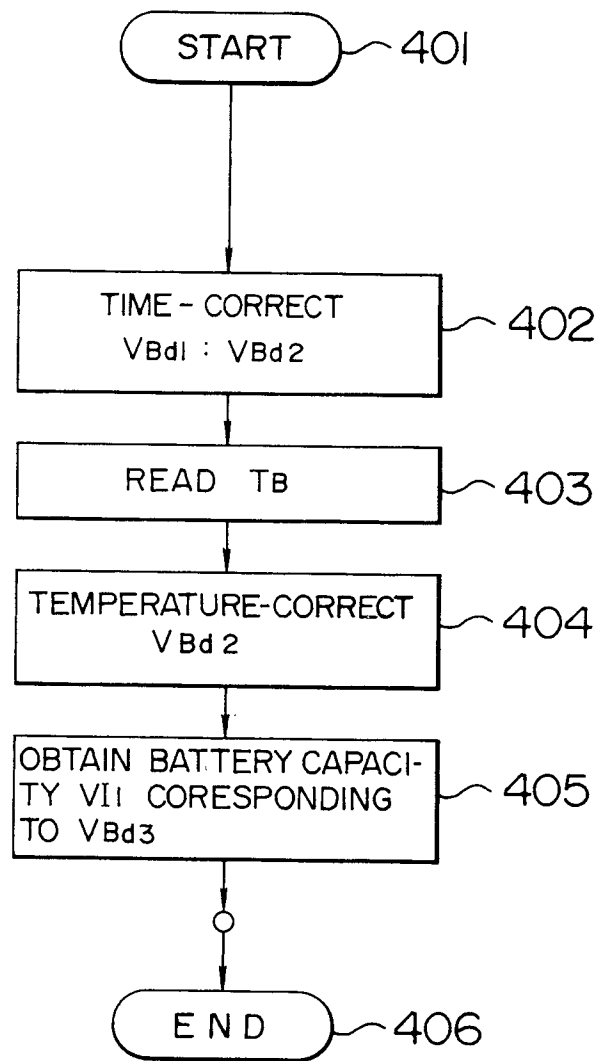 START 401
TIME-CORRECT
VBd1 : VBd2 402
READ TB 403
TEMPERATURE-CORRECT
VBd2 404
OBTAIN BATTERY CAPACI-
TY VI1 CORESPONDING
TO VBd3 405
END 406